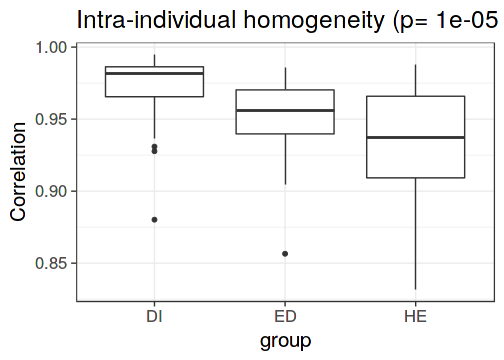 Intra-individual homogeneity (p= 1e-05
1.00
0.95
0.90
0.85
Correlation
DI ED HE
group